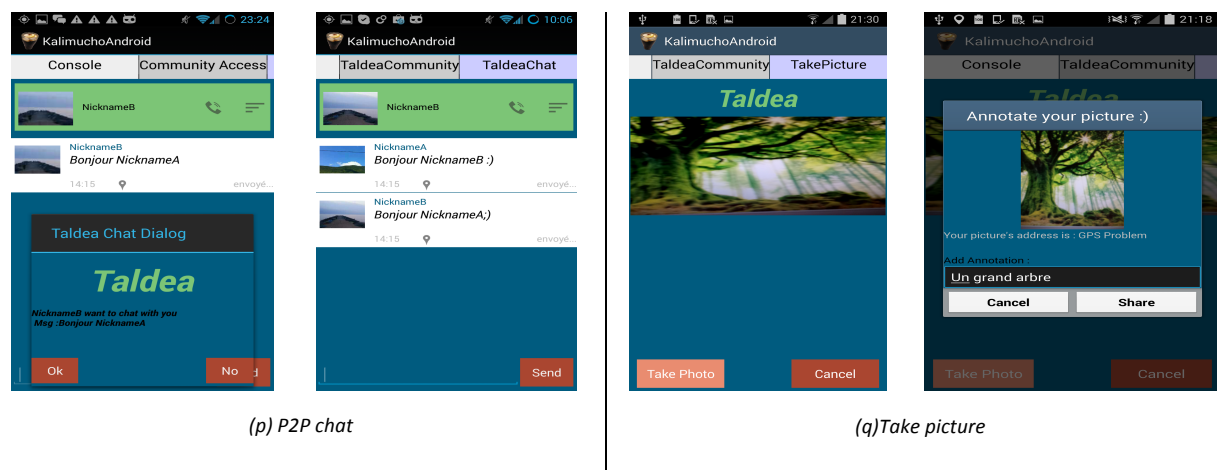 23:24
KalimuchoAndroid
Console
Community Access
NicknameB
NicknameB
Bonjour NicknameA
14:15
envoyé...
Taldea Chat Dialog
Taldea
NicknameB want to chat with you
Msg :Bonjour NicknameA
Ok
No
d
10:06
KalimuchoAndroid
TaldeaCommunity
TaldeaChat
NicknameB
NicknameA
Bonjour NicknameB :)
14:15
envoyé...
NicknameB
Bonjour NicknameA;)
14:15
envoyé...
Send
(p) P2P chat
21:30
KalimuchoAndroid
TaldeaCommunity
TakePicture
Taldea
Take Photo
Cancel
21:18
KalimuchoAndroid
Console
TaldeaCommunity
Taldea
Annotate your picture :)
Your picture's address is : GPS Problem
Add Annotation :
Un grand arbre
Cancel
Share
Take Photo
Cancel
(q)Take picture